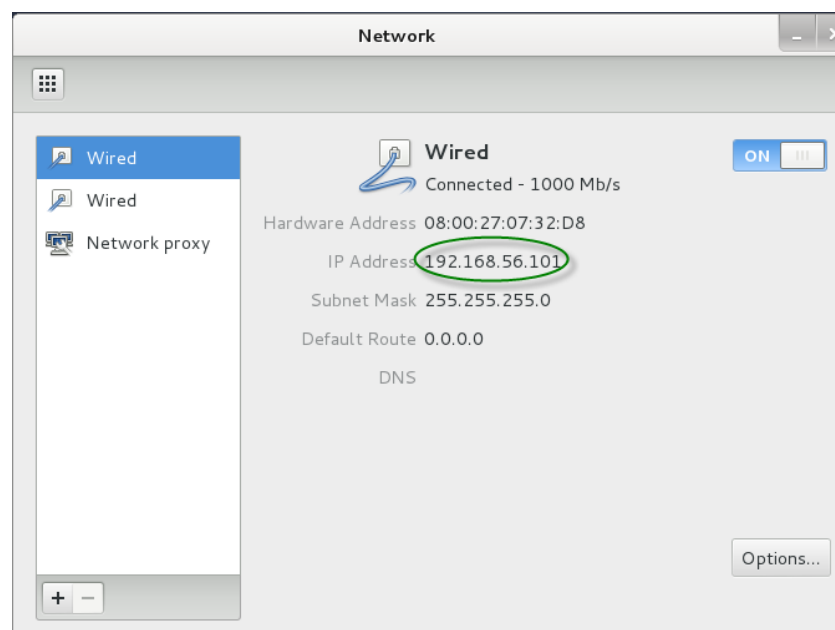 Network
Wired
Wired
Network proxy
Wired
ON
Connected - 1000 Mb/s
Hardware Address 08:00:27:07:32:D8
IP Address 192.168.56.101
Subnet Mask 255.255.255.0
Default Route 0.0.0.0
DNS
Options...